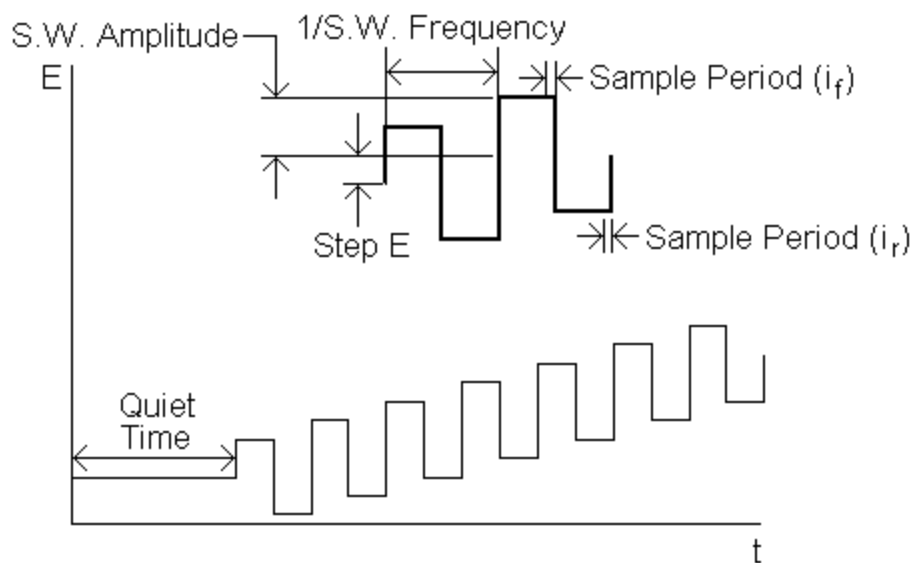 S.W. Amplitude
1/S.W. Frequency
E
Sample Period (i_f)
Step E
Sample Period (i_r)
Quiet
Time
t